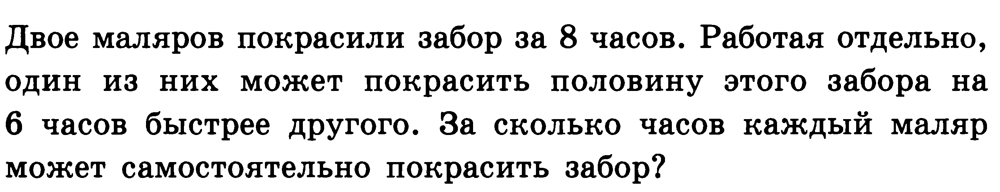 Двое маляров покрасили забор за 8 часов. Работая отдельно,
один из них может покрасить половину этого забора на
6 часов быстрее другого. За сколько часов каждый маляр
может самостоятельно покрасить забор?